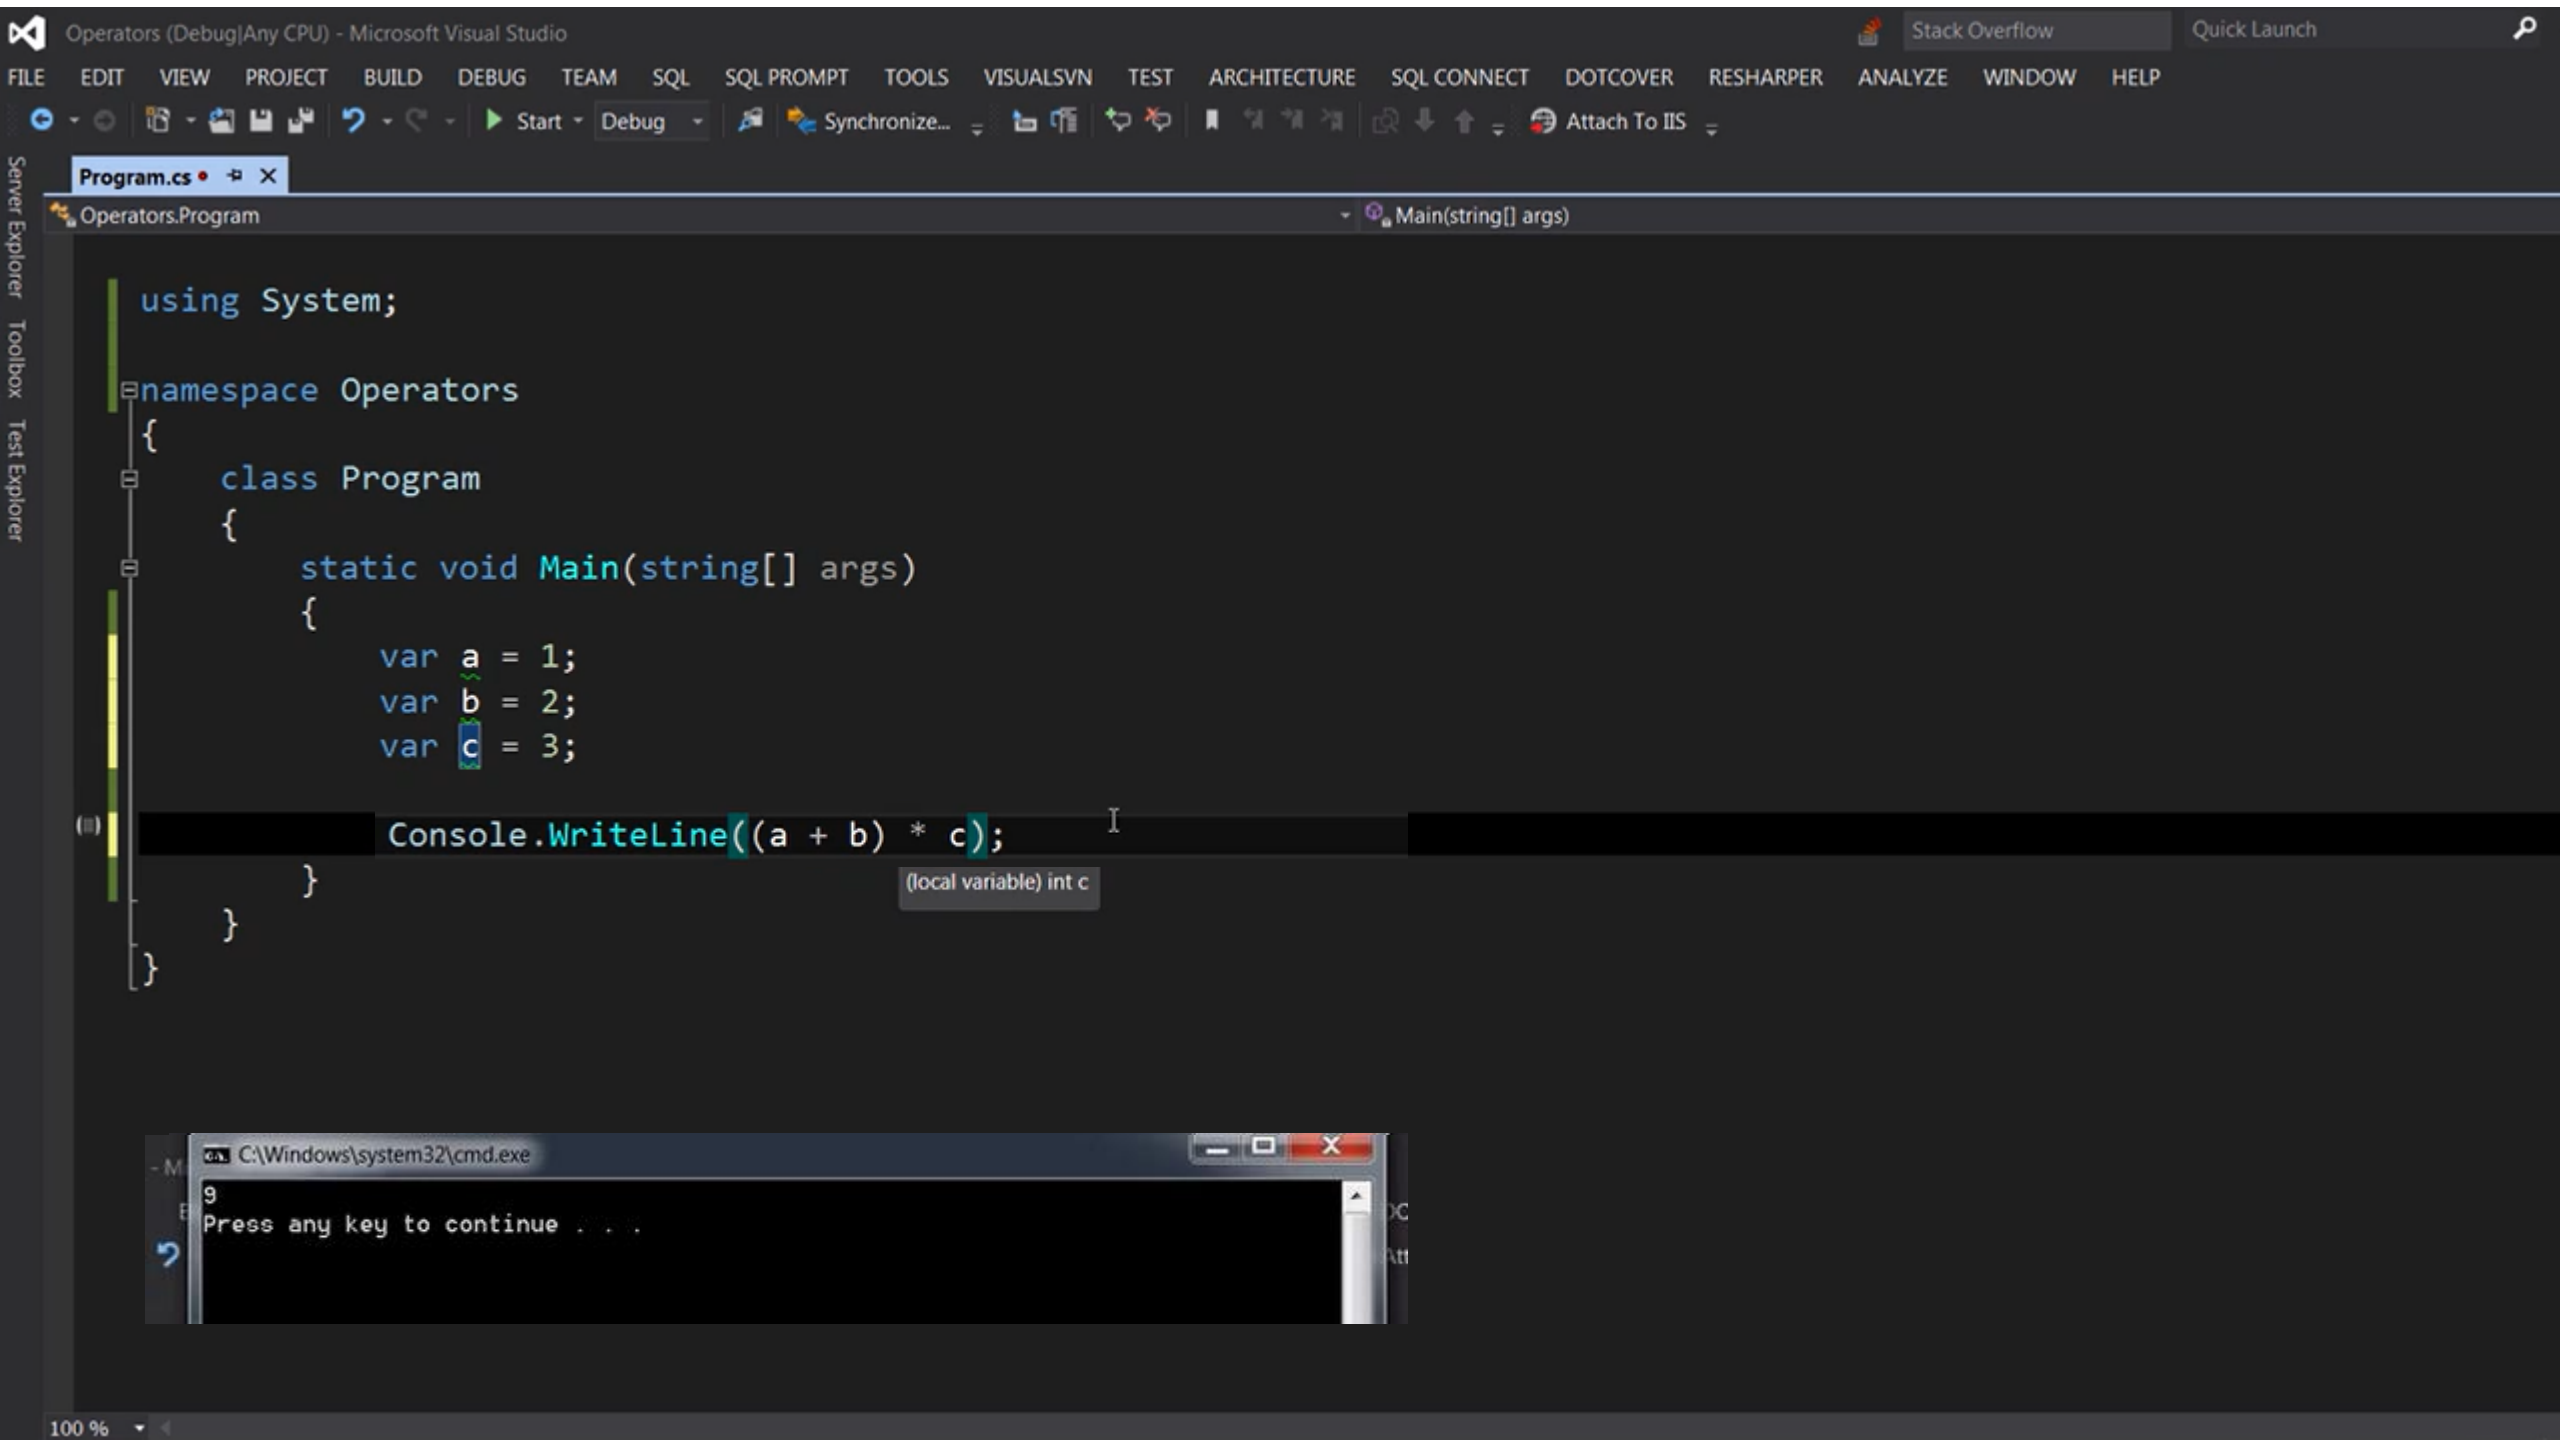 Operators (Debug|Any CPU) - Microsoft Visual Studio
Stack Overflow
Quick Launch
FILE EDIT VIEW PROJECT BUILD DEBUG TEAM SQL SQL PROMPT TOOLS VISUALSVN TEST ARCHITECTURE SQL CONNECT DOTCOVER RESHARPER ANALYZE WINDOW HELP
Start Debug Synchronize... Attach To IIS
Server Explorer
Toolbox
Test Explorer
Program.cs
Operators.Program
Main(string[] args)
using System;
namespace Operators
{
class Program
{
static void Main(string[] args)
{
var a = 1;
var b = 2;
var c = 3;
Console.WriteLine((a + b) * c);
(local variable) int c
}
}
}
C:\Windows\system32\cmd.exe
9
Press any key to continue . . .
100 %